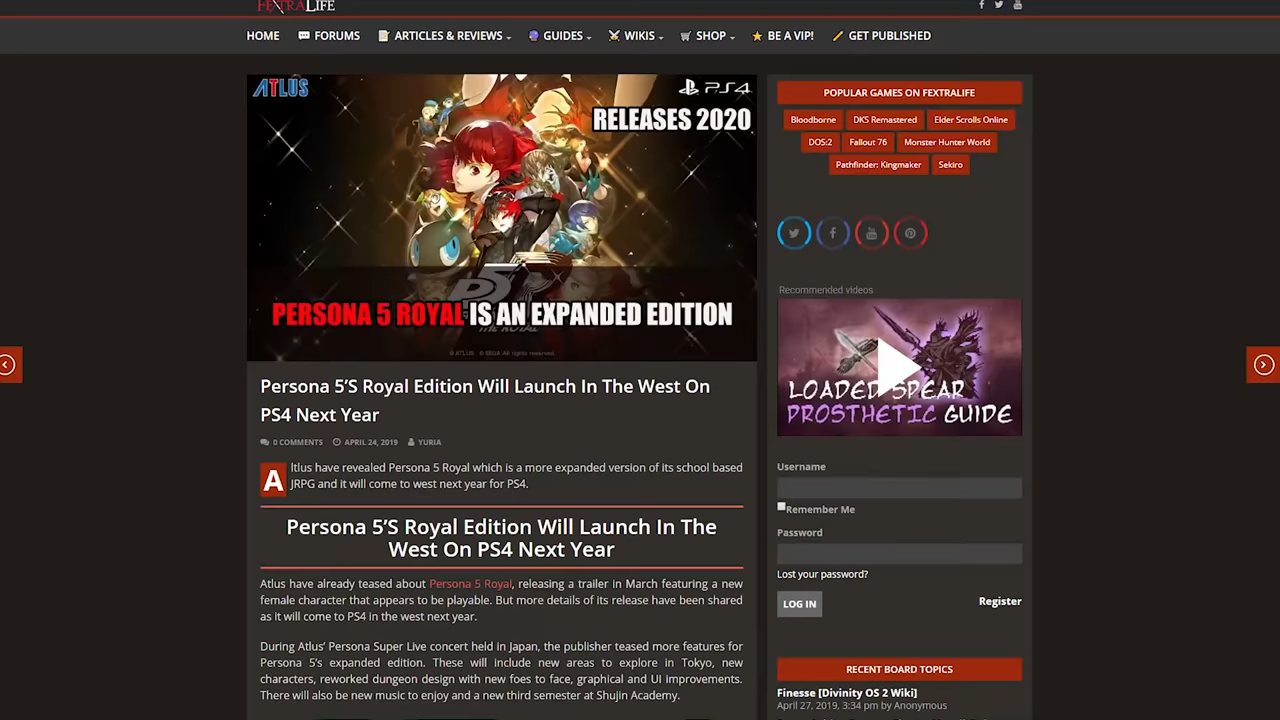 FEXTRALIFE
HOME
FORUMS
ARTICLES & REVIEWS
GUIDES
WIKIS
SHOP
BE A VIP!
GET PUBLISHED
ATLUS
PS4
RELEASES 2020
P5
PERSONA 5 ROYAL IS AN EXPANDED EDITION
© ATLUS © SEGA All rights reserved.
Persona 5'S Royal Edition Will Launch In The West On
PS4 Next Year
0 COMMENTS APRIL 24, 2019 YURIA
Atlus have revealed Persona 5 Royal which is a more expanded version of its school based
JRPG and it will come to west next year for PS4.
Persona 5'S Royal Edition Will Launch In The
West On PS4 Next Year
Atlus have already teased about Persona 5 Royal, releasing a trailer in March featuring a new
female character that appears to be playable. But more details of its release have been shared
as it will come to PS4 in the west next year.
During Atlus' Persona Super Live concert held in Japan, the publisher teased more features for
Persona 5's expanded edition. These will include new areas to explore in Tokyo, new
characters, reworked dungeon design with new foes to face, graphical and UI improvements.
There will also be new music to enjoy and a new third semester at Shujin Academy.
POPULAR GAMES ON FEXTRALIFE
Bloodborne DKS Remastered Elder Scrolls Online
DOS:2 Fallout 76 Monster Hunter World
Pathfinder: Kingmaker Sekiro
Recommended videos
LOADED SPEAR
PROSTHETIC GUIDE
Username
Remember Me
Password
Lost your password?
LOG IN
Register
RECENT BOARD TOPICS
Finesse [Divinity OS 2 Wiki]
April 27, 2019, 3:34 pm by Anonymous